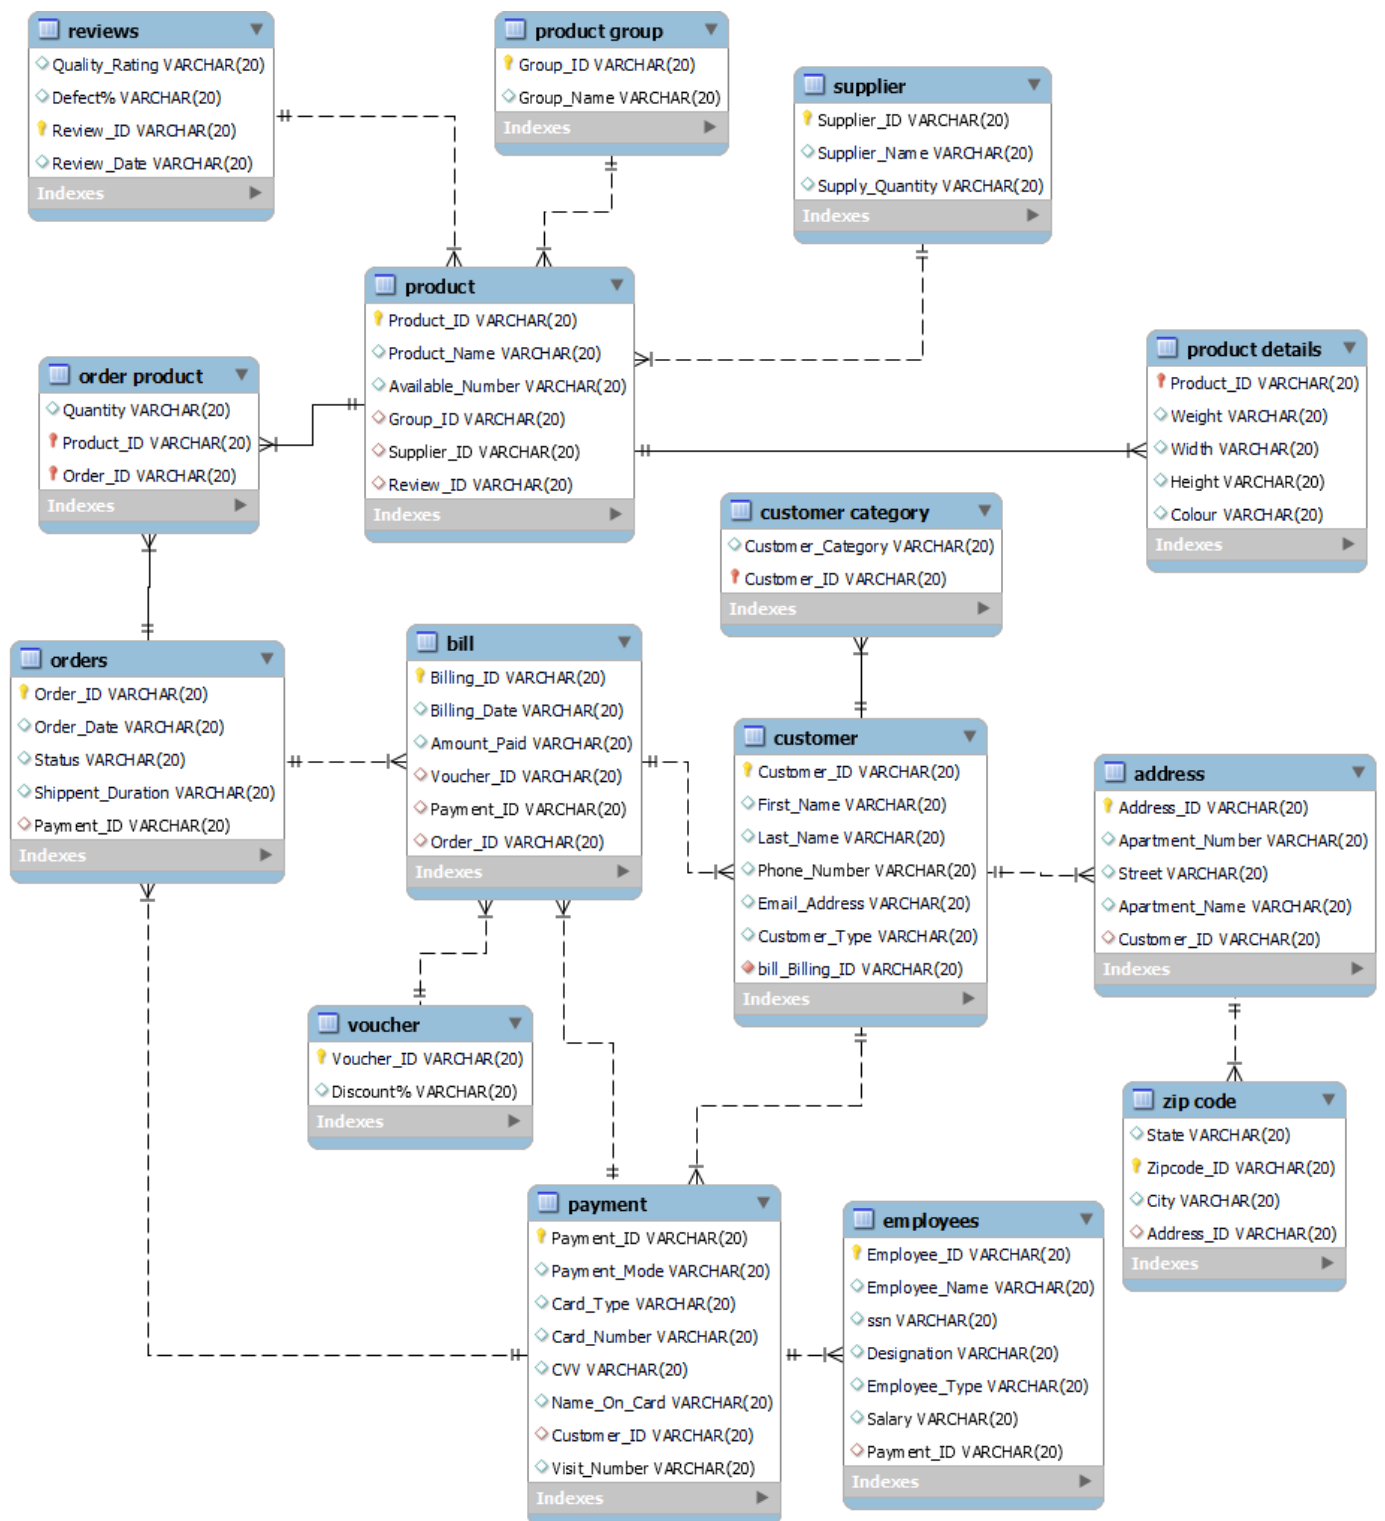 reviews
Quality_Rating VARCHAR(20)
Defect% VARCHAR(20)
Review_ID VARCHAR(20)
Review_Date VARCHAR(20)
Indexes
product group
Group_ID VARCHAR(20)
Group_Name VARCHAR(20)
Indexes
supplier
Supplier_ID VARCHAR(20)
Supplier_Name VARCHAR(20)
Supply_Quantity VARCHAR(20)
Indexes
product
Product_ID VARCHAR(20)
Product_Name VARCHAR(20)
Available_Number VARCHAR(20)
Group_ID VARCHAR(20)
Supplier_ID VARCHAR(20)
Review_ID VARCHAR(20)
Indexes
order product
Quantity VARCHAR(20)
Product_ID VARCHAR(20)
Order_ID VARCHAR(20)
Indexes
product details
Product_ID VARCHAR(20)
Weight VARCHAR(20)
Width VARCHAR(20)
Height VARCHAR(20)
Colour VARCHAR(20)
Indexes
customer category
Customer_Category VARCHAR(20)
Customer_ID VARCHAR(20)
Indexes
orders
Order_ID VARCHAR(20)
Order_Date VARCHAR(20)
Status VARCHAR(20)
Shippent_Duration VARCHAR(20)
Payment_ID VARCHAR(20)
Indexes
bill
Billing_ID VARCHAR(20)
Billing_Date VARCHAR(20)
Amount_Paid VARCHAR(20)
Voucher_ID VARCHAR(20)
Payment_ID VARCHAR(20)
Order_ID VARCHAR(20)
Indexes
customer
Customer_ID VARCHAR(20)
First_Name VARCHAR(20)
Last_Name VARCHAR(20)
Phone_Number VARCHAR(20)
Email_Address VARCHAR(20)
Customer_Type VARCHAR(20)
bill_Billing_ID VARCHAR(20)
Indexes
address
Address_ID VARCHAR(20)
Apartment_Number VARCHAR(20)
Street VARCHAR(20)
Apartment_Name VARCHAR(20)
Customer_ID VARCHAR(20)
Indexes
voucher
Voucher_ID VARCHAR(20)
Discount% VARCHAR(20)
Indexes
zip code
State VARCHAR(20)
Zipcode_ID VARCHAR(20)
City VARCHAR(20)
Address_ID VARCHAR(20)
Indexes
payment
Payment_ID VARCHAR(20)
Payment_Mode VARCHAR(20)
Card_Type VARCHAR(20)
Card_Number VARCHAR(20)
CVV VARCHAR(20)
Name_On_Card VARCHAR(20)
Customer_ID VARCHAR(20)
Visit_Number VARCHAR(20)
Indexes
employees
Employee_ID VARCHAR(20)
Employee_Name VARCHAR(20)
ssn VARCHAR(20)
Designation VARCHAR(20)
Employee_Type VARCHAR(20)
Salary VARCHAR(20)
Payment_ID VARCHAR(20)
Indexes